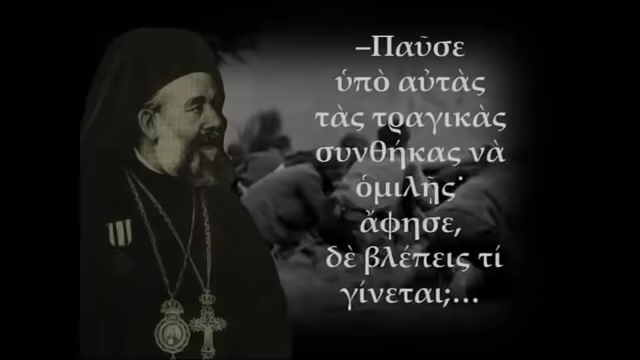 –Παῦσε
ὑπὸ αὐτὰς
τὰς τραγικὰς
συνθήκας νὰ
ὁμιλῇς·
ἄφησε,
δὲ βλέπεις τί
γίνεται;…